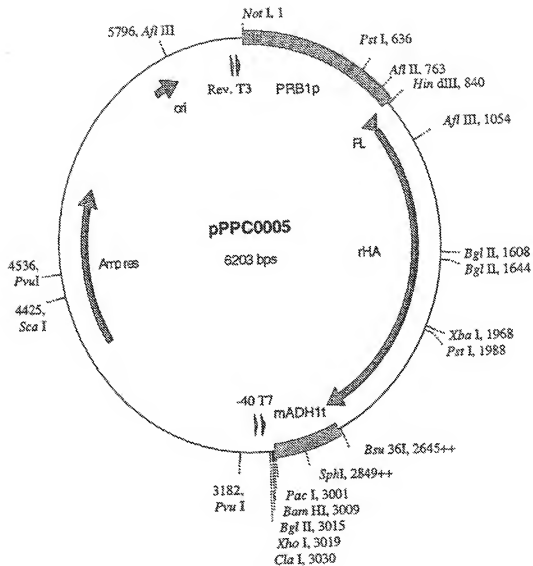 Not I, 1
5796, Afl III
Pst I, 636
Afl II, 763
Hin dIII, 840
Rev. T3
PRB1p
ori
Afl III, 1054
FL
pPPC0005
6203 bps
rHA
Amp res
Bgl II, 1608
Bgl II, 1644
4536,
PvuI
4425,
Sca I
Xba I, 1968
Pst I, 1988
-40 T7
mADH1t
Bsu 36I, 2645++
SphI, 2849++
3182,
Pvu I
Pac I, 3001
Bam HI, 3009
Bgl II, 3015
Xho I, 3019
Cla I, 3030